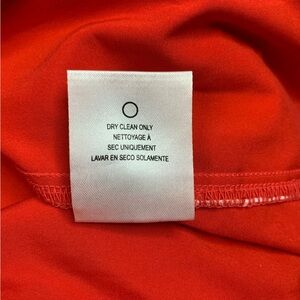 DRY CLEAN ONLY
NETTOYAGE À
SEC UNIQUEMENT
LAVAR EN SECO SOLAMENTE